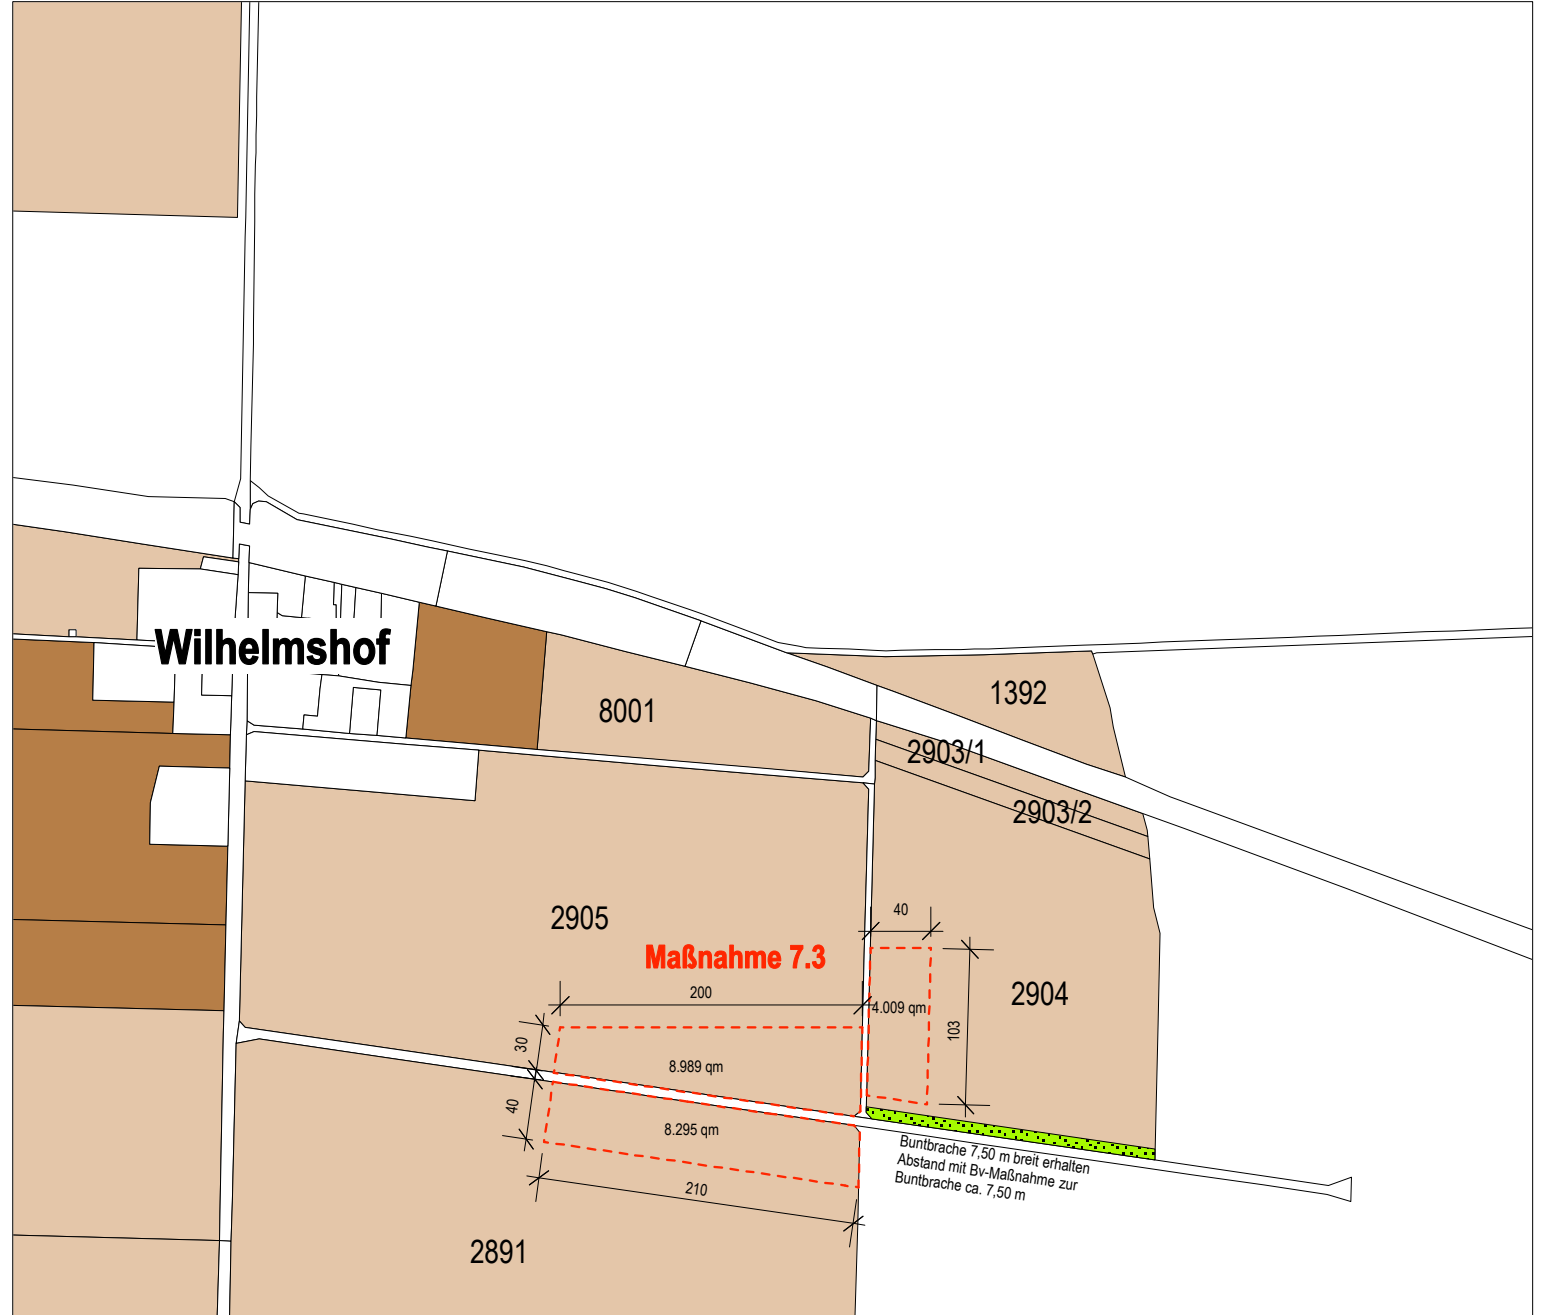 Wilhelmshof
1392
8001
2903/1
2903/2
2905
40
Maßnahme 7.3
200
4.009 qm
2904
103
30
8.989 qm
40
8.295 qm
Buntbrache 7,50 m breit erhalten
Abstand mit Bv-Maßnahme zur
Buntbrache ca. 7,50 m
210
2891